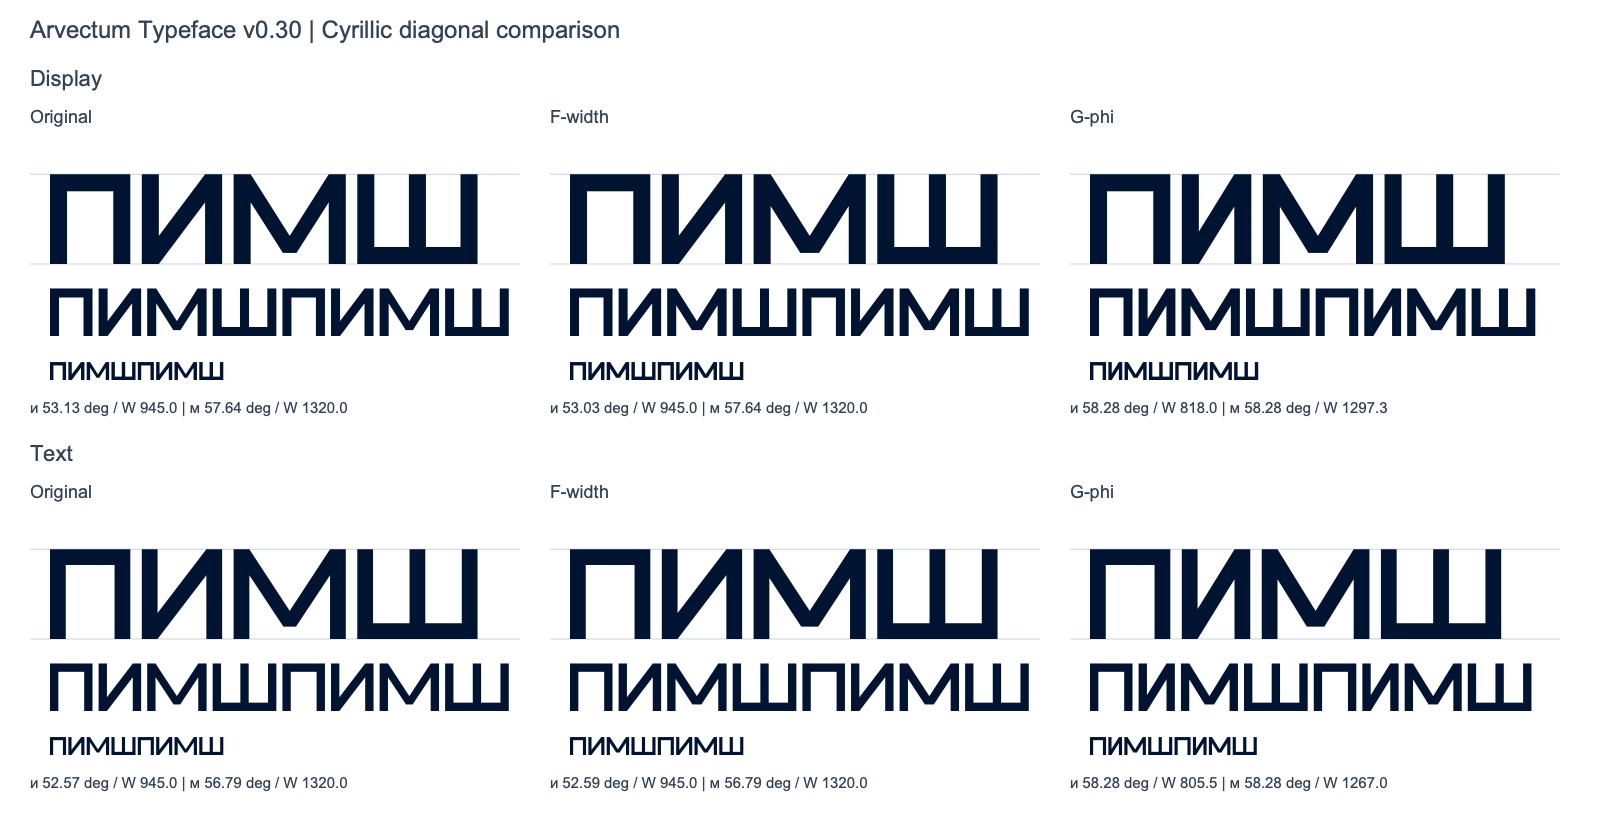 Arvectum Typeface v0.30 | Cyrillic diagonal comparison
Display
Original
ПИМШ
ПИМШПИМШ
ПИМШПИМШ
и 53.13 deg / W 945.0 | м 57.64 deg / W 1320.0
F-width
ПИМШ
ПИМШПИМШ
ПИМШПИМШ
и 53.03 deg / W 945.0 | м 57.64 deg / W 1320.0
G-phi
ПИМШ
ПИМШПИМШ
ПИМШПИМШ
и 58.28 deg / W 818.0 | м 58.28 deg / W 1297.3
Text
Original
ПИМШ
ПИМШПИМШ
ПИМШПИМШ
и 52.57 deg / W 945.0 | м 56.79 deg / W 1320.0
F-width
ПИМШ
ПИМШПИМШ
ПИМШПИМШ
и 52.59 deg / W 945.0 | м 56.79 deg / W 1320.0
G-phi
ПИМШ
ПИМШПИМШ
ПИМШПИМШ
и 58.28 deg / W 805.5 | м 58.28 deg / W 1267.0